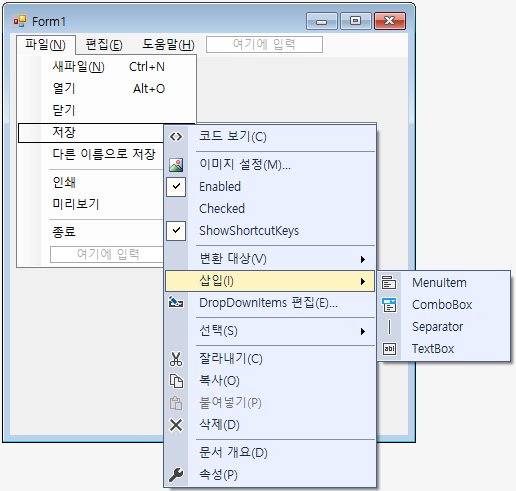 Form1
파일(N) 편집(E) 도움말(H) 여기에 입력
새파일(N) Ctrl+N
열기 Alt+O
닫기
저장
다른 이름으로 저장
인쇄
미리보기
종료
여기에 입력
코드 보기(C)
이미지 설정(M)...
Enabled
Checked
ShowShortcutKeys
변환 대상(V)
삽입(I)
DropDownItems 편집(E)...
선택(S)
잘라내기(C)
복사(O)
붙여넣기(P)
삭제(D)
문서 개요(D)
속성(P)
MenuItem
ComboBox
Separator
TextBox